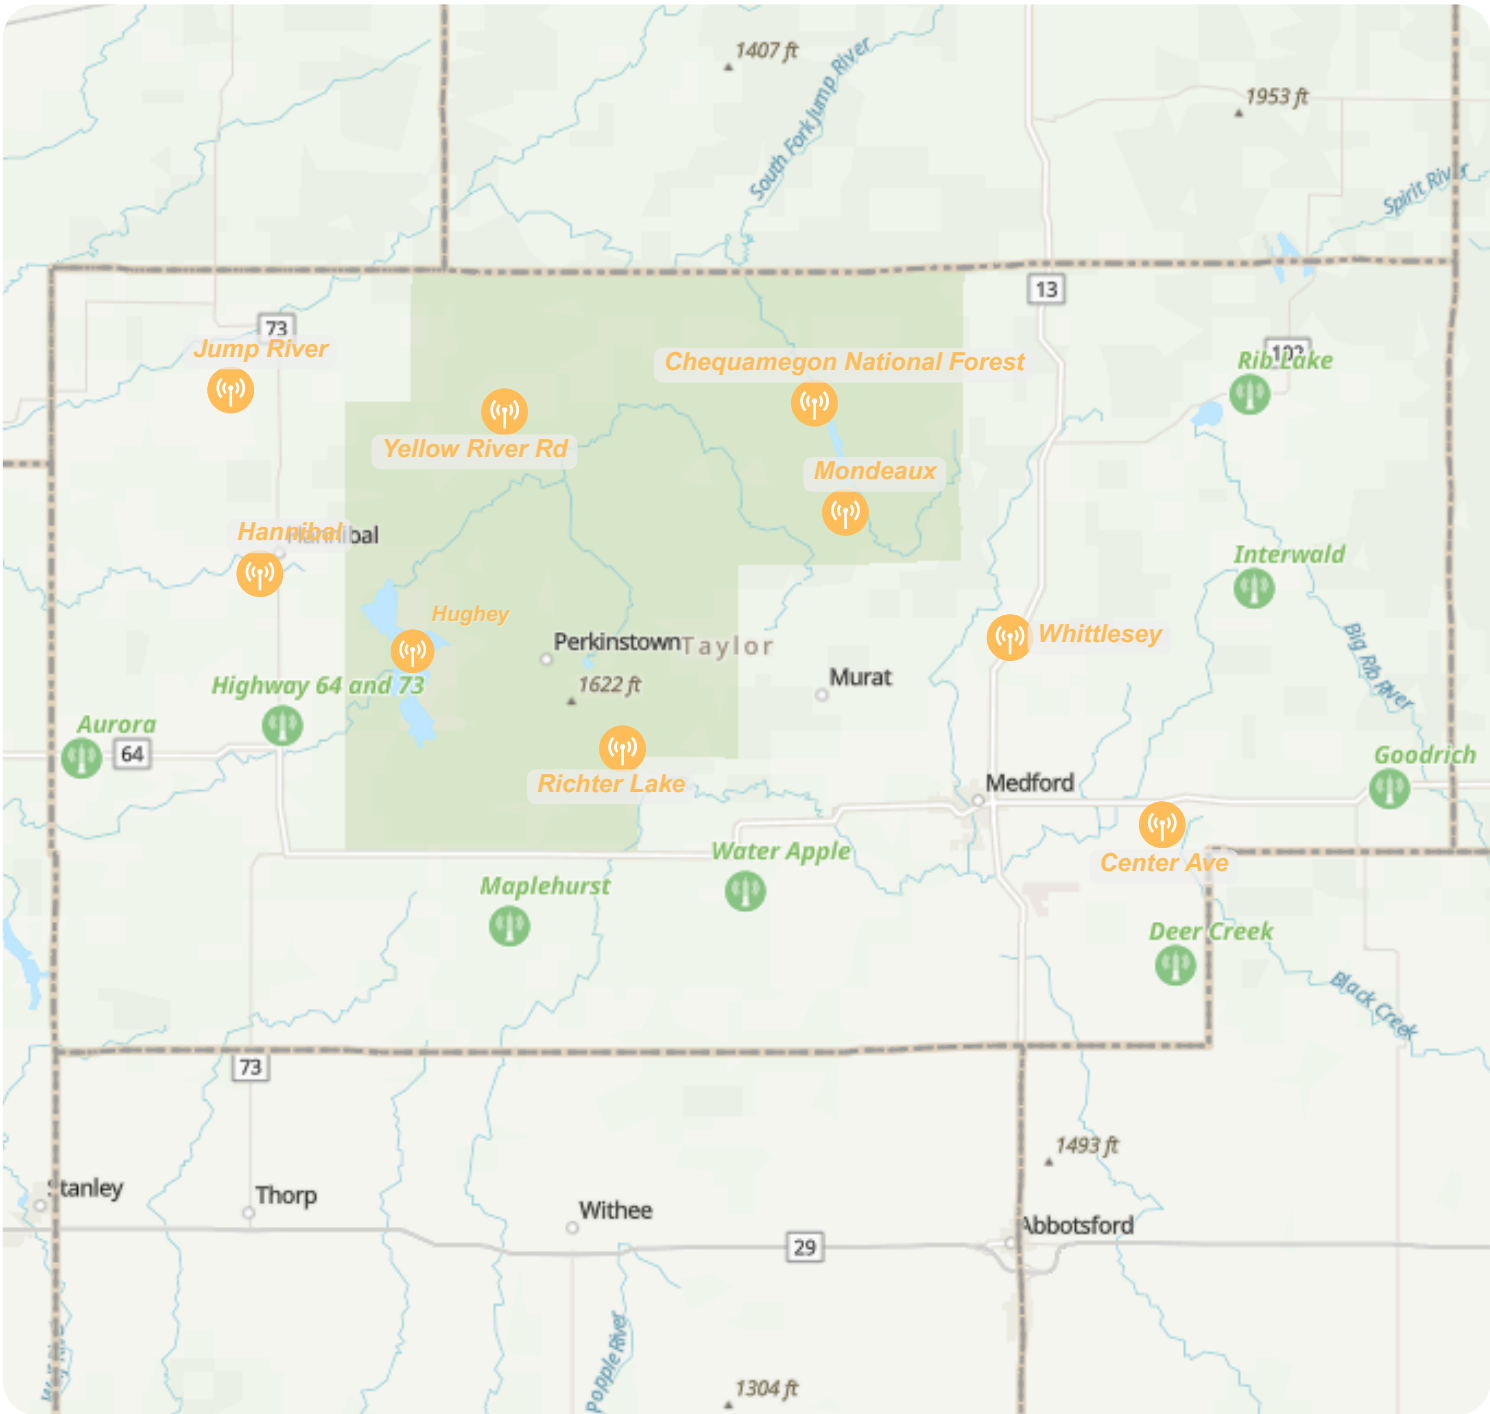 1407 ft
South Fork Jump River
1953 ft
Spirit River
13
73
Jump River
Chequamegon National Forest
102
Rib Lake
Yellow River Rd
Mondeaux
Hannibal
Hannibal
Interwald
Hughey
Perkinstown
Taylor
Whittlesey
Murat
Big Rib River
Highway 64 and 73
1622 ft
Aurora
64
Richter Lake
Medford
Goodrich
Water Apple
Center Ave
Maplehurst
Deer Creek
Black Creek
73
1493 ft
Stanley
Thorp
Withee
Abbotsford
29
Popple River
1304 ft